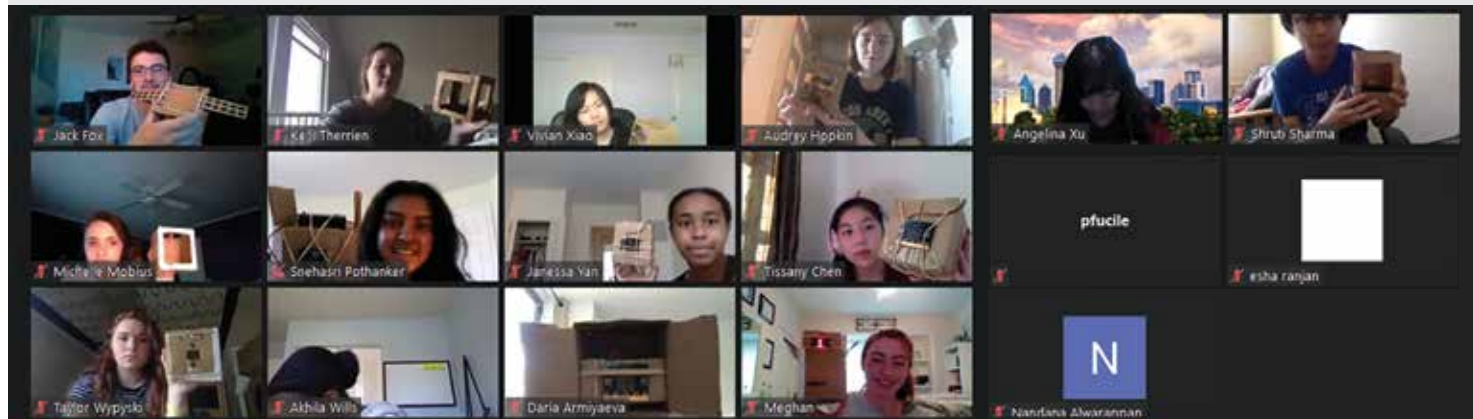 Jack Fox
Kelli Therrien
Vivian Xiao
Audrey Hopkin
Angelina Xu
Shruti Sharma
Michelle Mobius
Snehasri Pothanker
Janessa Yan
Tissany Chen
pfucile
esha ranjan
Taylor Wypyski
Akhila Wills
Daria Armiyaeva
Meghan
N
Nandana Alwarappan